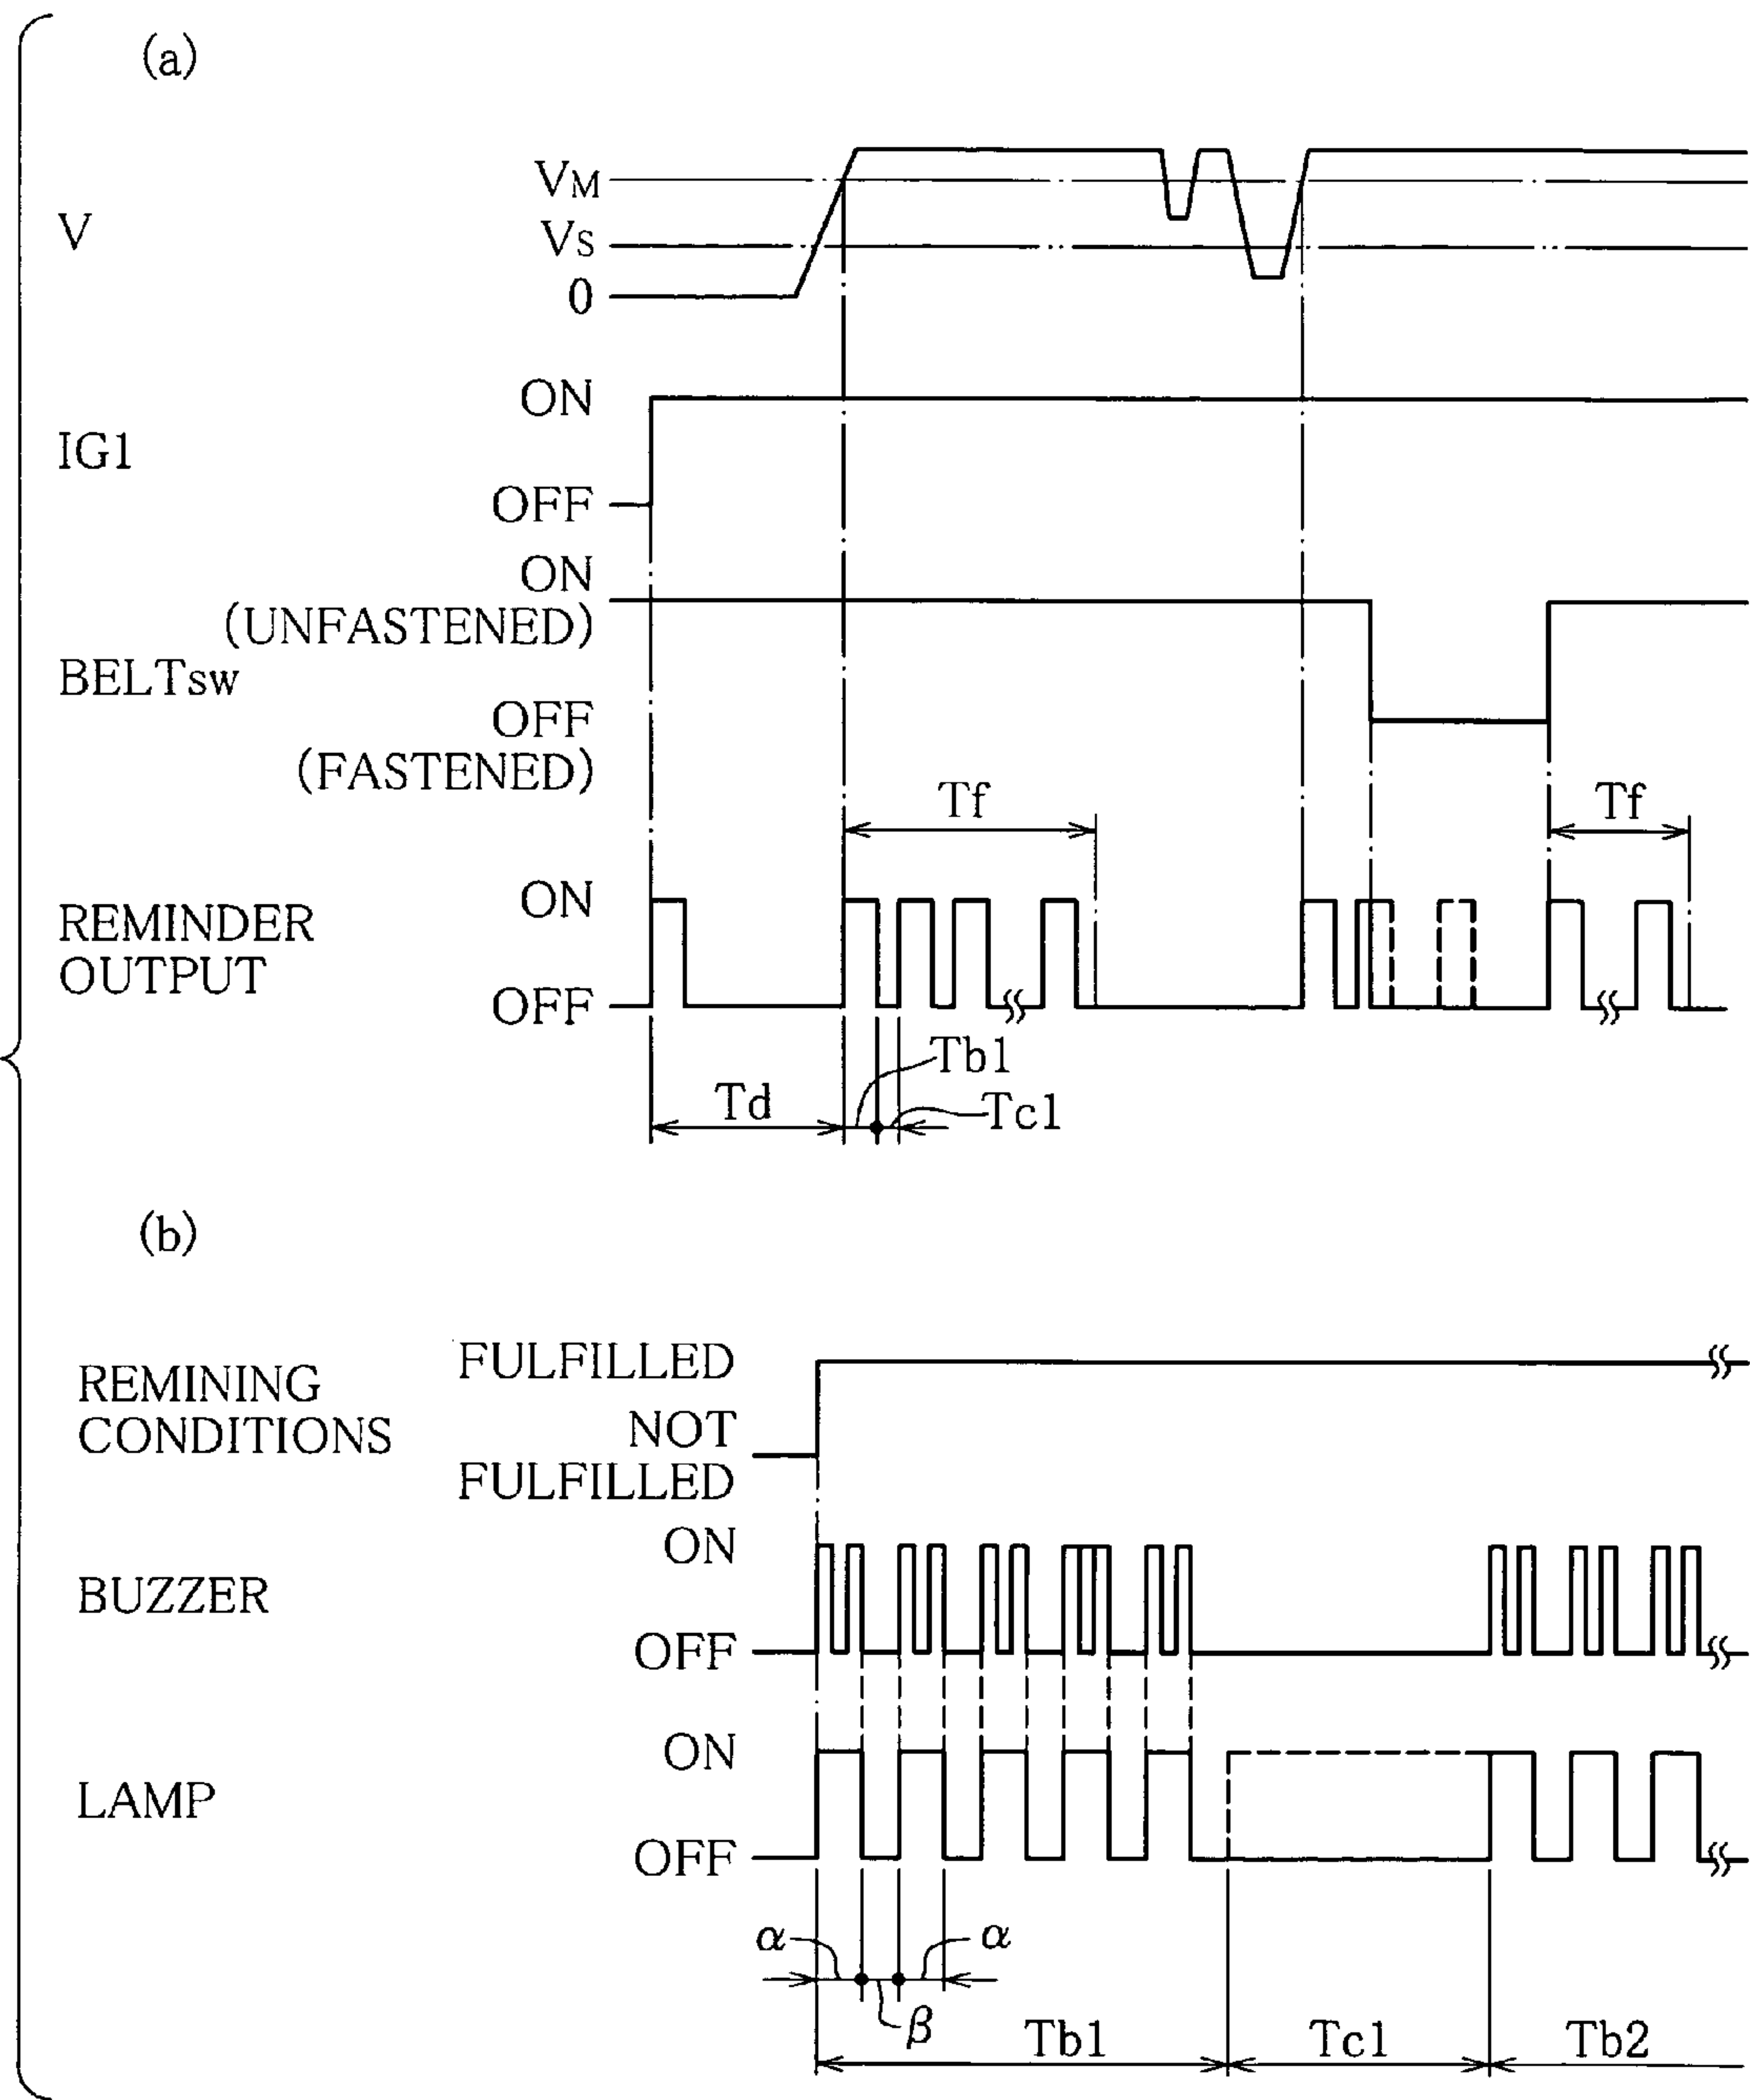 (a)
V
VM
VS
0
IG1
ON
OFF
BELTsw
ON
(UNFASTENED)
OFF
(FASTENED)
Tf
Tf
REMINDER
OUTPUT
ON
OFF
Tb1
Td
Tc1
(b)
REMINING
CONDITIONS
FULFILLED
NOT
FULFILLED
BUZZER
ON
OFF
LAMP
ON
OFF
α
α
β
Tb1
Tc1
Tb2